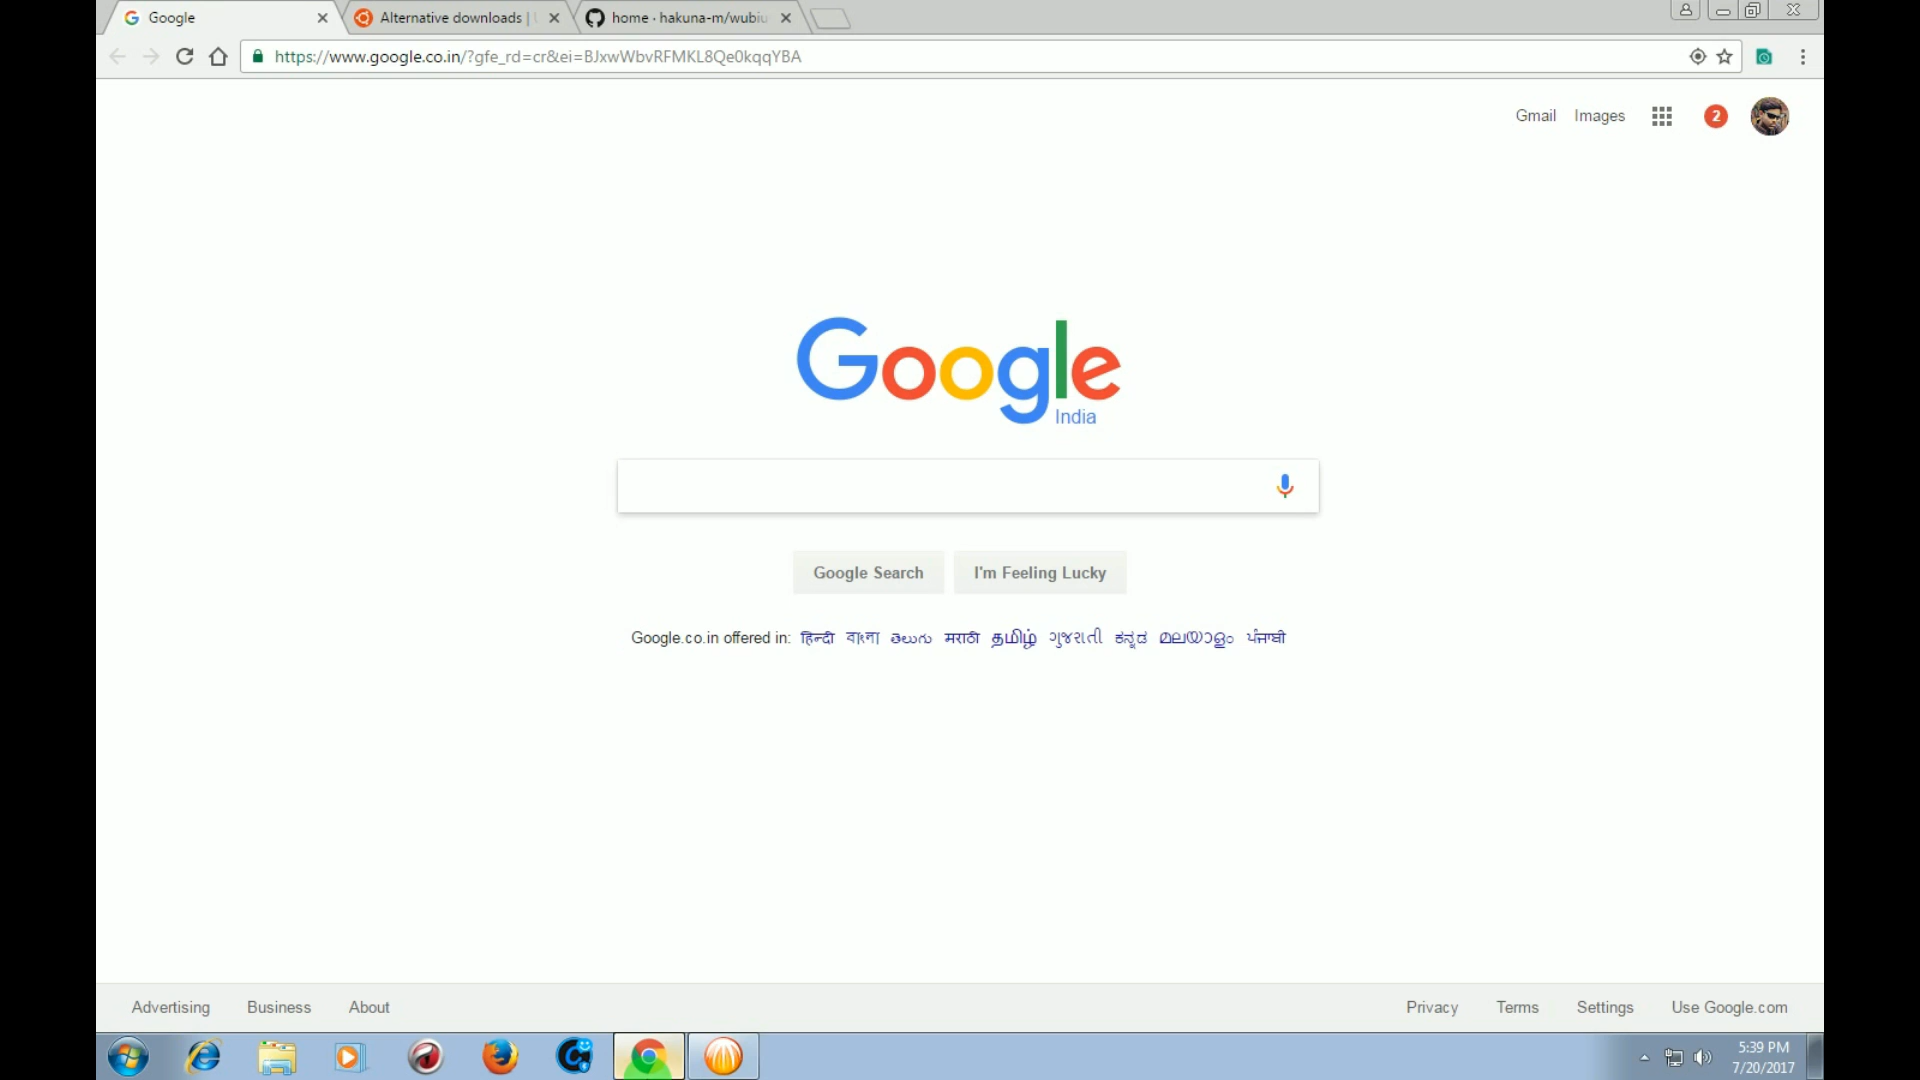 Google
Alternative downloads |
home · hakuna-m/wubiu
https://www.google.co.in/?gfe_rd=cr&ei=BJxwWbvRFMKL8Qe0kqqYBA
Gmail Images 2
Google
India
Google Search I'm Feeling Lucky
Google.co.in offered in: हिन्दी বাংলা తెలుగు मराठी தமிழ் ગુજરાતી ಕನ್ನಡ മലയാളം ਪੰਜਾਬੀ
Advertising Business About
Privacy Terms Settings Use Google.com
5:39 PM
7/20/2017